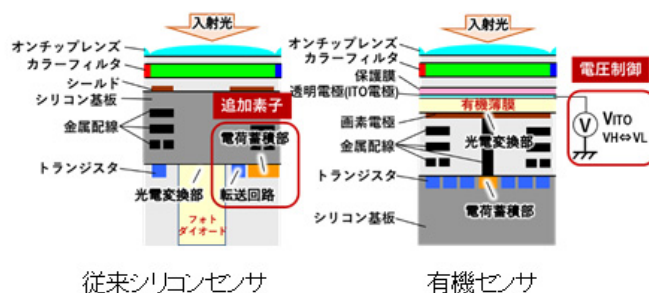 入射光
オンチップレンズ
カラーフィルタ
シールド
シリコン基板
金属配線
トランジスタ
追加素子
電荷蓄積部
光電変換部
転送回路
フォト
ダイオード
従来シリコンセンサ
入射光
オンチップレンズ
カラーフィルタ
保護膜
透明電極(ITO電極)
有機薄膜
画素電極
光電変換部
金属配線
トランジスタ
電荷蓄積部
シリコン基板
電圧制御
V
VITO
VH⇔VL
有機センサ